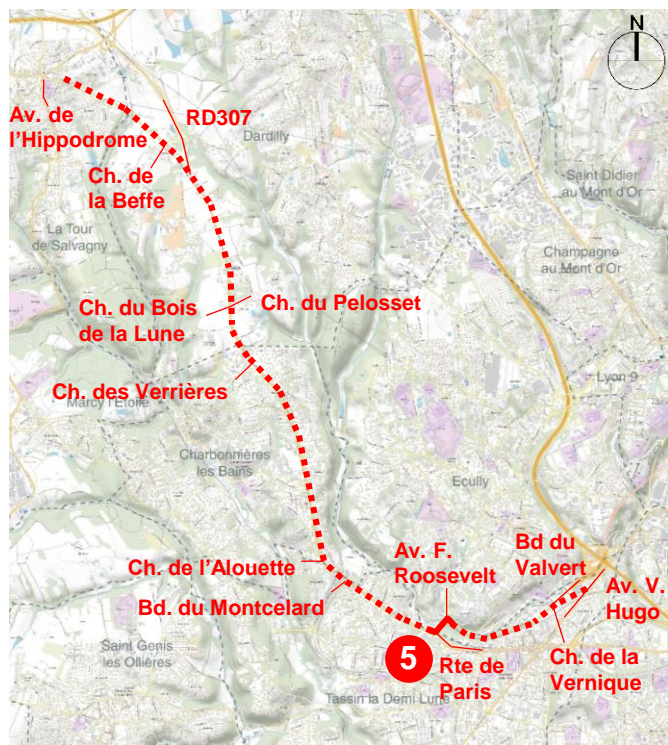 N
Av. de
l'Hippodrome
RD307
Dardilly
Ch. de
la Beffe
Saint Didier
au Mont d'Or
La Tour
de Salvagny
Champagne
au Mont d'Or
Ch. du Bois
de la Lune
Ch. du Pelosset
Ch. des Verrières
Lyon 9
Marcy l'Etoile
Charbonnières
les Bains
Ecully
Ch. de l'Alouette
Av. F.
Roosevelt
Bd du
Valvert
Bd. du Montcelard
Av. V.
Hugo
Saint Genis
les Ollières
5
Rte de
Paris
Ch. de la
Vernique
Tassin la Demi Lune